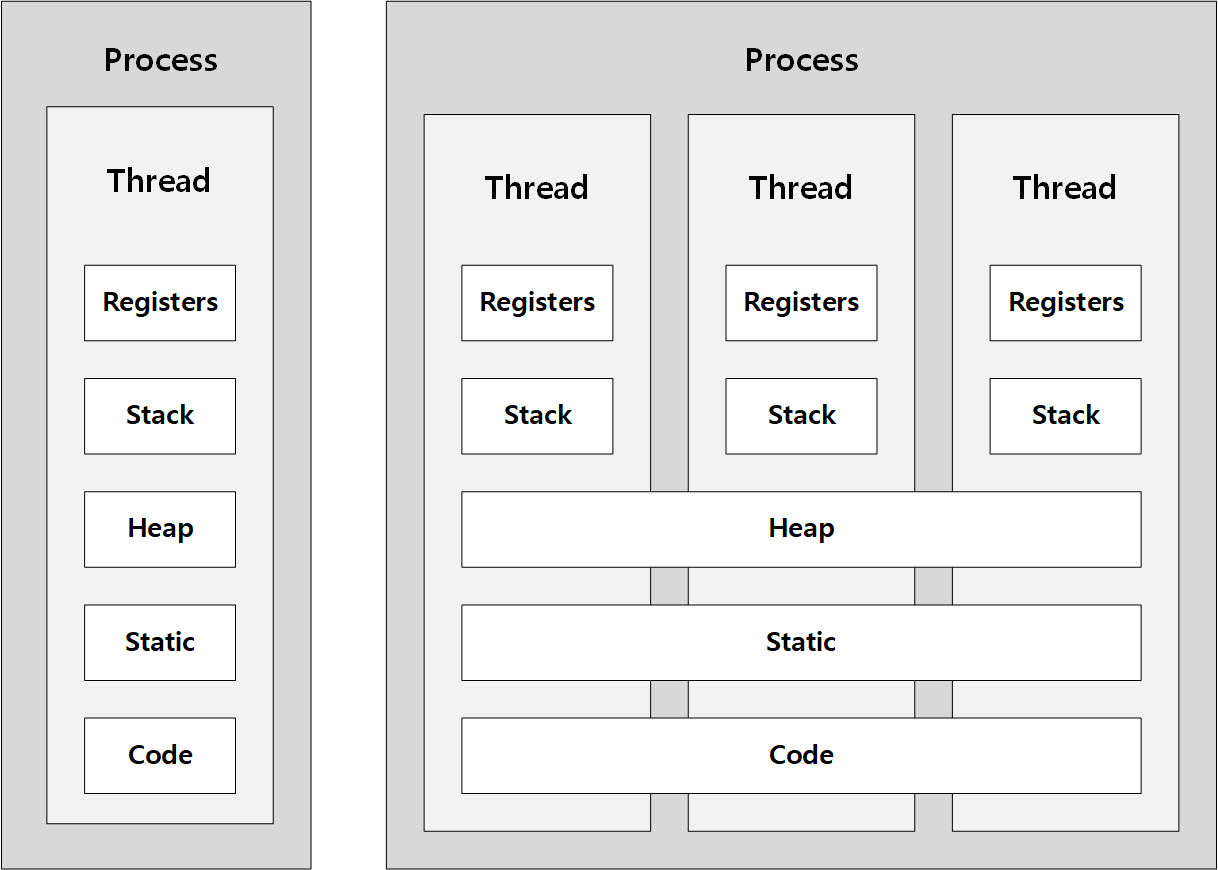 Process
Thread
Registers
Stack
Heap
Static
Code
Process
Thread Thread Thread
Registers Registers Registers
Stack Stack Stack
Heap
Static
Code